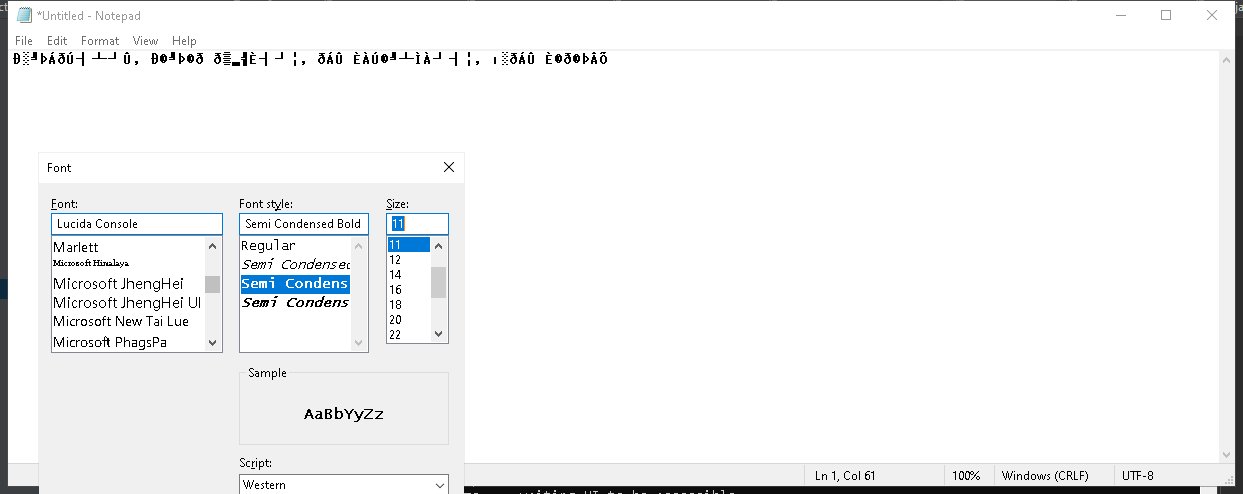 *Untitled - Notepad
File Edit Format View Help
Ð░╝ÞÁðÚ┤┴┘Û, Ð®╝Þ®ð ð▒▂╣È┤┘¦, ðÁÛ ÈÀÚ®╝┴ÌÀ┘┤¦, ı░ðÁÛ È®ð®ÞÂÕ
Font
Font: Font style: Size:
Lucida Console Semi Condensed Bold 11
Marlett Regular 11
Microsoft Himalaya Semi Condensed 12
Microsoft JhengHei Semi Condens 14
Microsoft JhengHei UI Semi Condens 16
Microsoft New Tai Lue 18
Microsoft PhagsPa 20
22
Sample
AaBbYyZz
Script:
Western
Ln 1, Col 61 100% Windows (CRLF) UTF-8